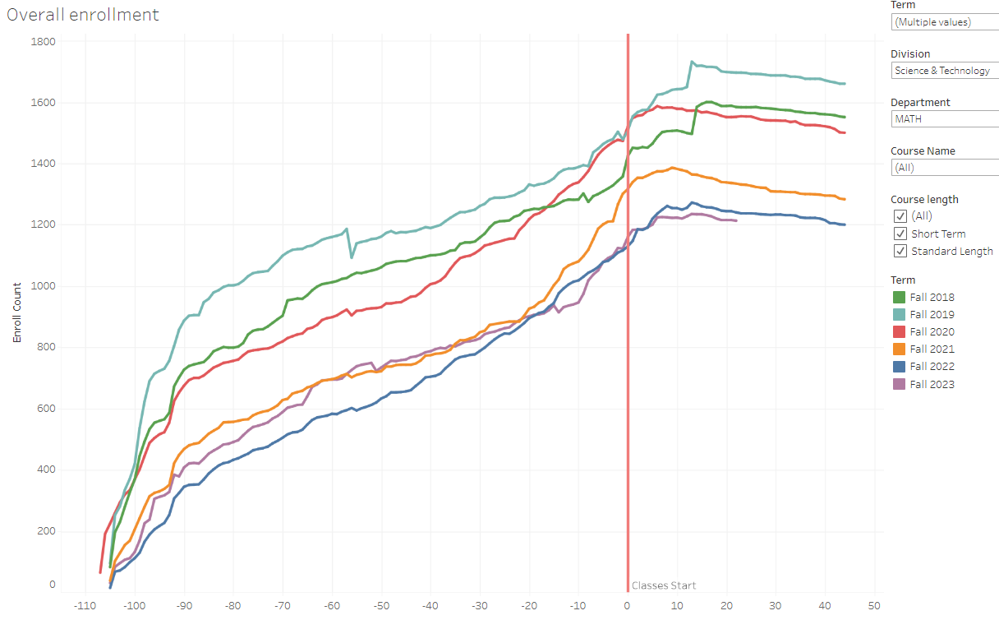 Overall enrollment
1800
1600
1400
1200
1000
800
600
400
200
0
Enroll Count
Classes Start
-110 -100 -90 -80 -70 -60 -50 -40 -30 -20 -10 0 10 20 30 40 50
Term
(Multiple values)
Division
Science & Technology
Department
MATH
Course Name
(All)
Course length
(All)
Short Term
Standard Length
Term
Fall 2018
Fall 2019
Fall 2020
Fall 2021
Fall 2022
Fall 2023